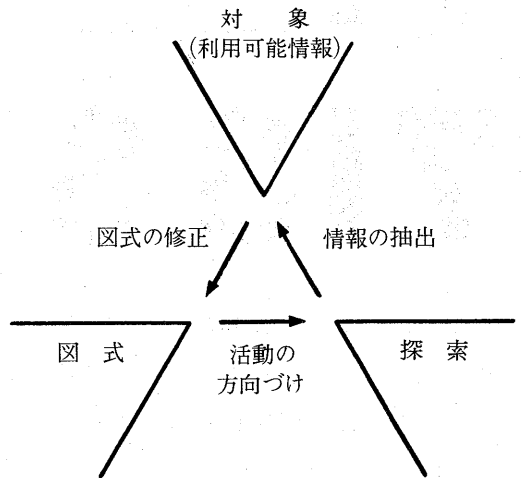 対　象
(利用可能情報)
図式の修正
情報の抽出
図　式
活動の
方向づけ
探　索